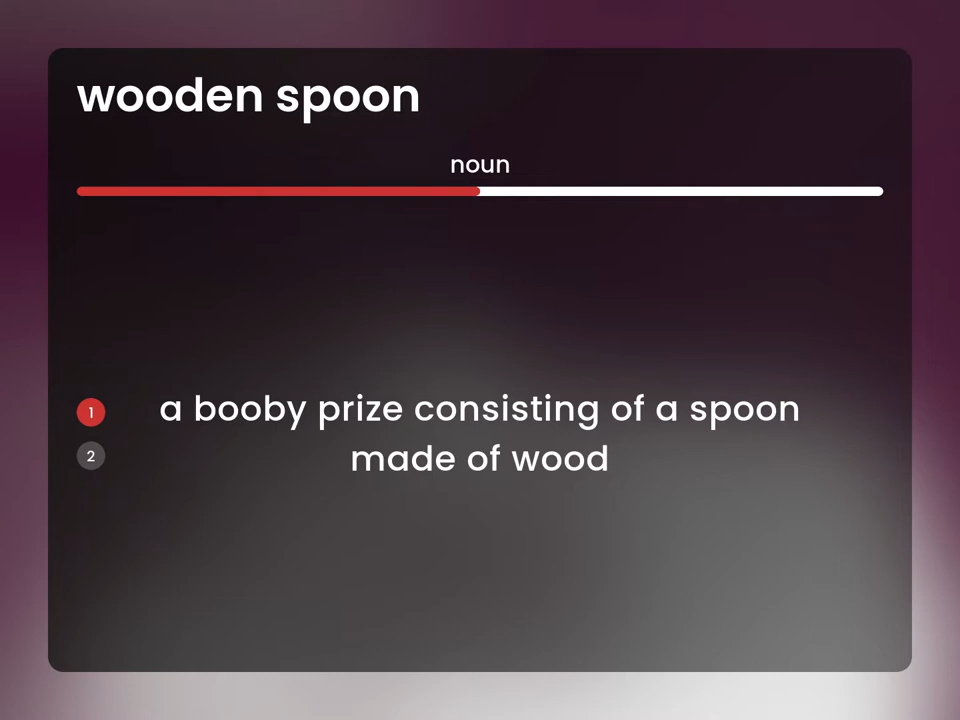 wooden spoon
noun
1
a booby prize consisting of a spoon
2
made of wood